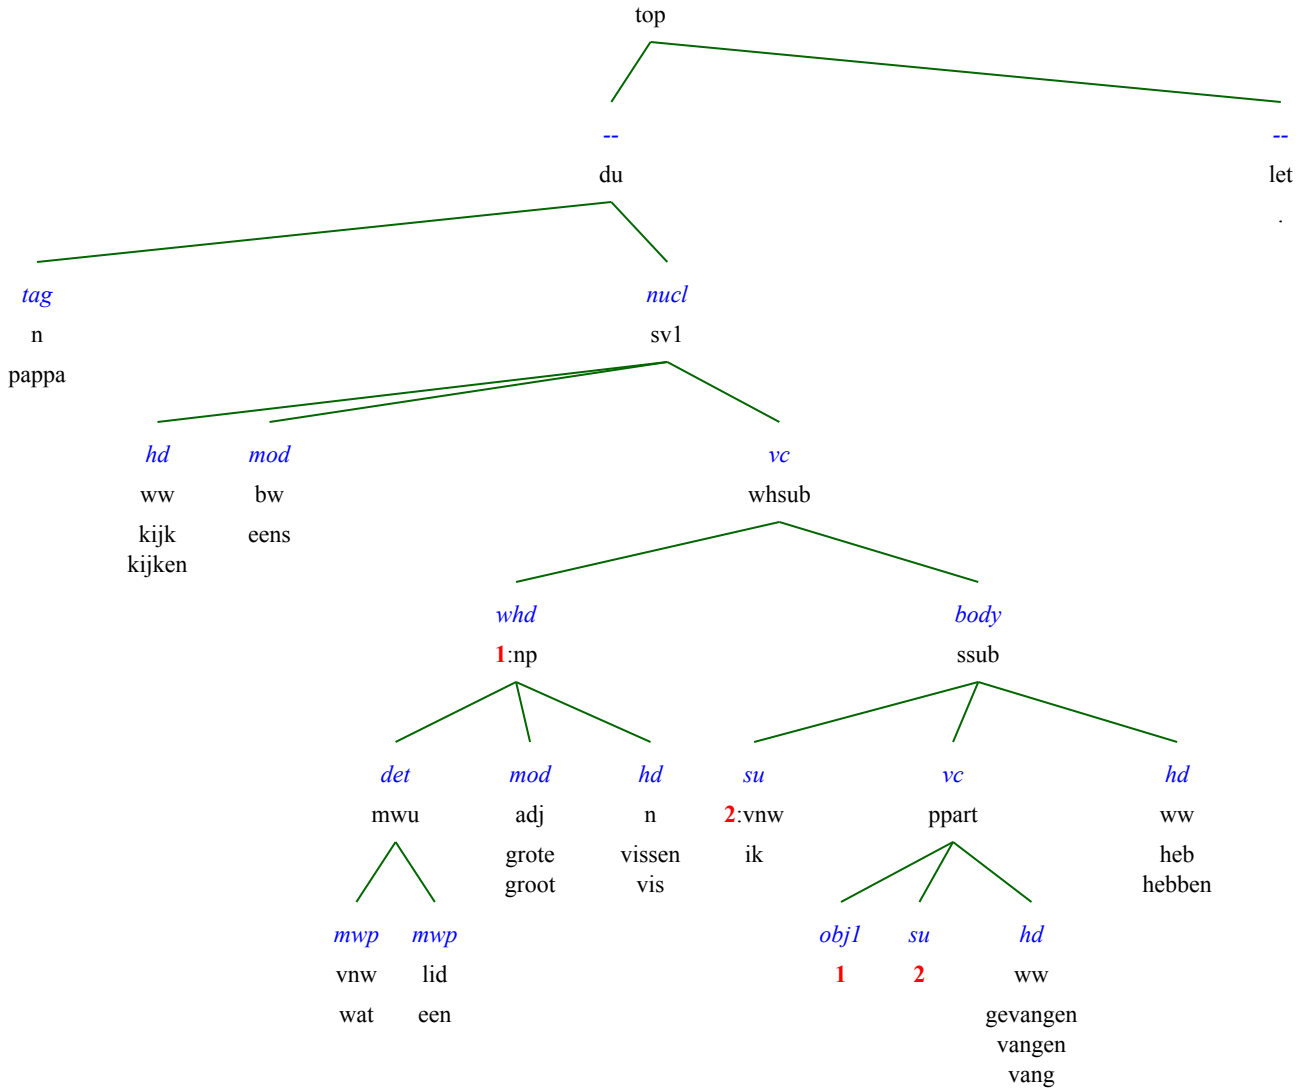 top
-- --
du let
.
tag nucl
n sv1
pappa
hd mod vc
ww bw whsub
kijk eens
kijken
whd body
1:np ssub
det mod hd su vc hd
mwu adj n 2:vnw ppart ww
grote vissen ik heb
groot vis hebben
mwp mwp obj1 su hd
vnw lid 1 2 ww
wat een gevangen
vangen
vang